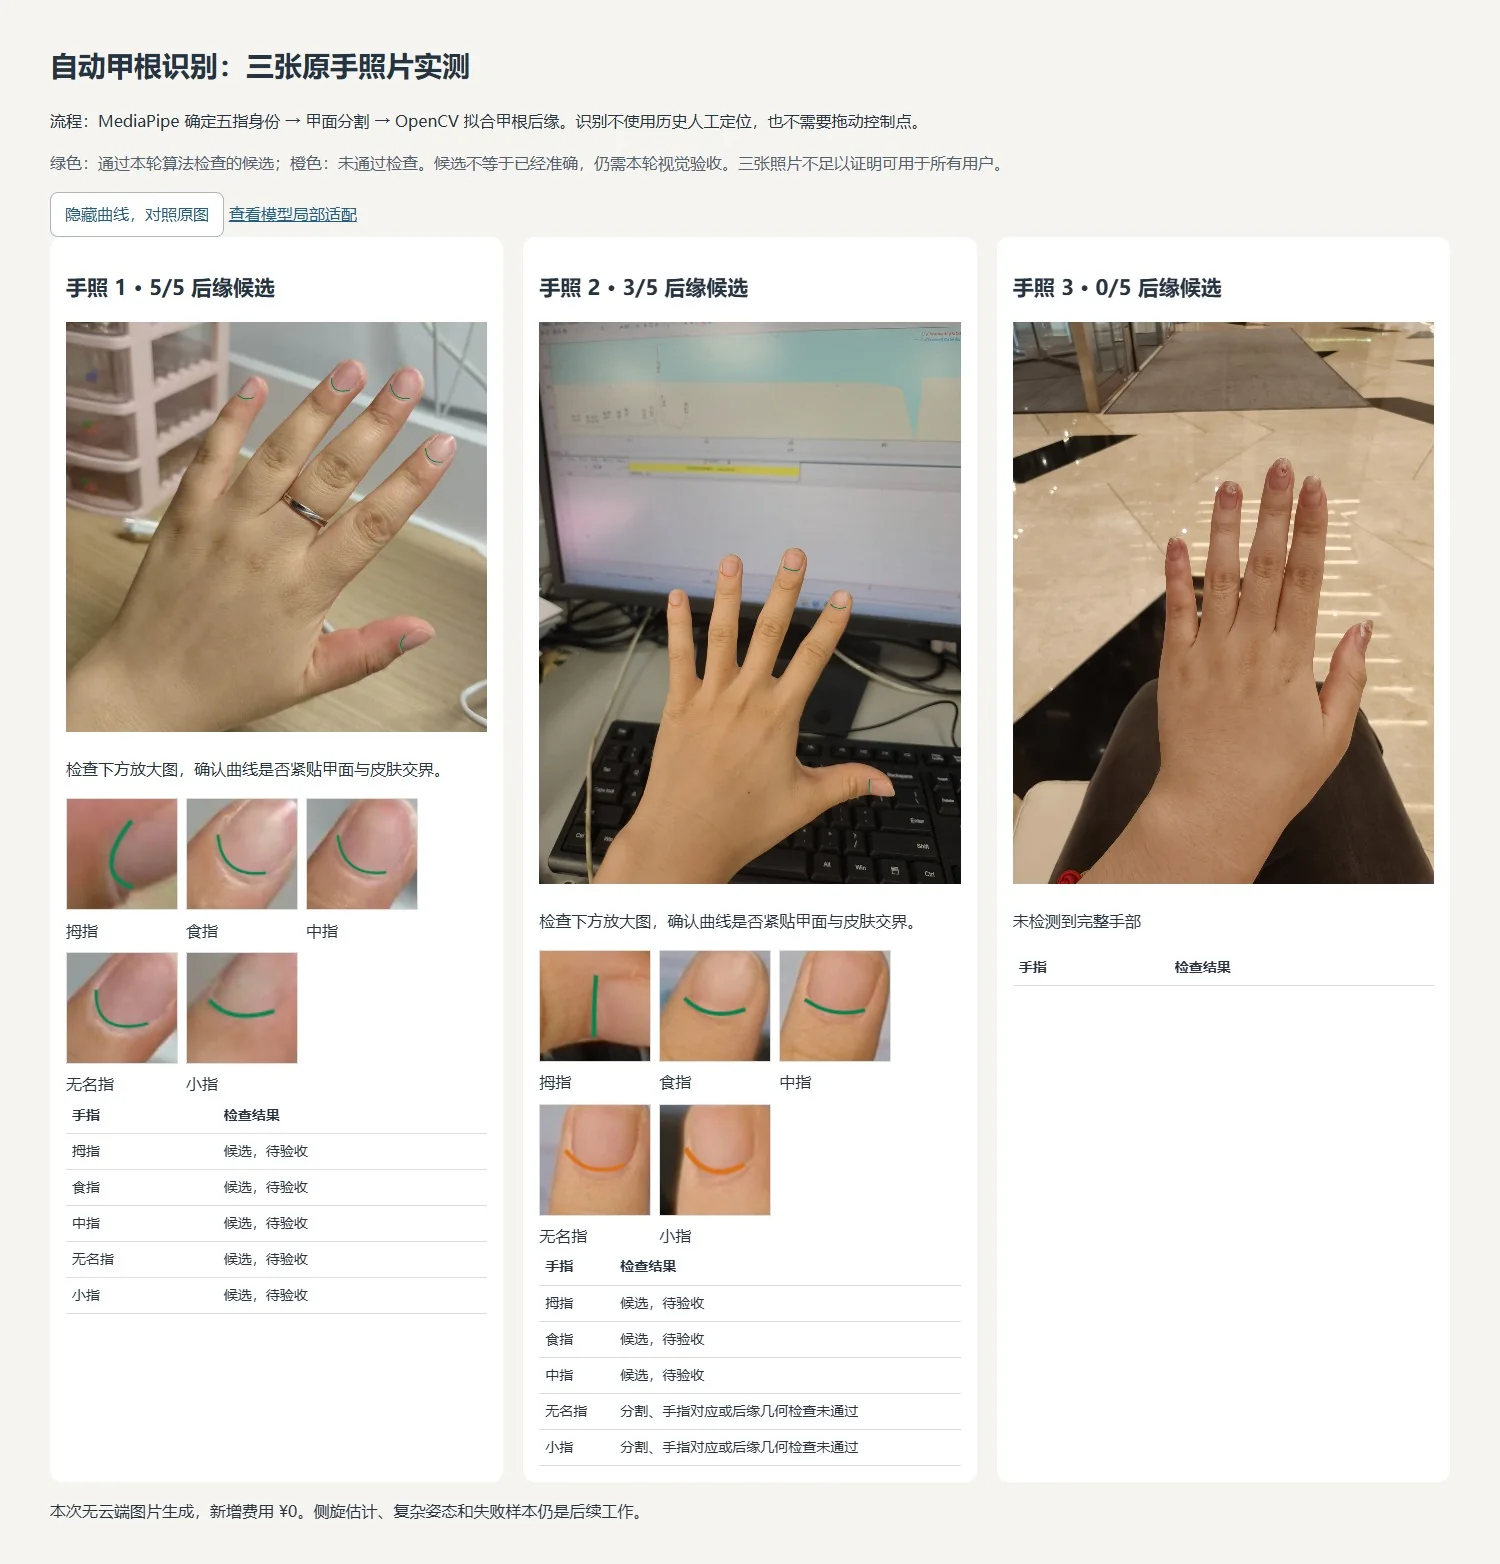 自动甲根识别：三张原手照片实测
流程：MediaPipe 确定五指身份 → 甲面分割 → OpenCV 拟合甲根后缘。识别不使用历史人工定位，也不需要拖动控制点。
绿色：通过本轮算法检查的候选；橙色：未通过检查。候选不等于已经准确，仍需本轮视觉验收。三张照片不足以证明可用于所有用户。
隐藏曲线，对照原图 查看模型局部适配
手照 1 · 5/5 后缘候选
检查下方放大图，确认曲线是否紧贴甲面与皮肤交界。
拇指 食指 中指
无名指 小指
手指 检查结果
拇指 候选，待验收
食指 候选，待验收
中指 候选，待验收
无名指 候选，待验收
小指 候选，待验收
手照 2 · 3/5 后缘候选
Enter
Shift
Alt
Win
Ctrl
检查下方放大图，确认曲线是否紧贴甲面与皮肤交界。
拇指 食指 中指
无名指 小指
手指 检查结果
拇指 候选，待验收
食指 候选，待验收
中指 候选，待验收
无名指 分割、手指对应或后缘几何检查未通过
小指 分割、手指对应或后缘几何检查未通过
手照 3 · 0/5 后缘候选
未检测到完整手部
手指 检查结果
本次无云端图片生成，新增费用 ¥0。侧旋估计、复杂姿态和失败样本仍是后续工作。